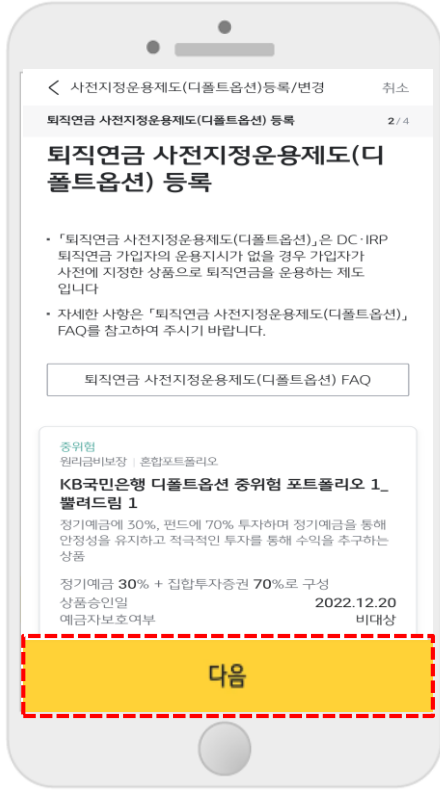 사전지정운용제도(디폴트옵션)등록/변경 취소
퇴직연금 사전지정운용제도(디폴트옵션) 등록 2/4
퇴직연금 사전지정운용제도(디
폴트옵션) 등록
• 「퇴직연금 사전지정운용제도(디폴트옵션)」은 DC·IRP
퇴직연금 가입자의 운용지시가 없을 경우 가입자가
사전에 지정한 상품으로 퇴직연금을 운용하는 제도
입니다
• 자세한 사항은 「퇴직연금 사전지정운용제도(디폴트옵션)」
FAQ를 참고하여 주시기 바랍니다.
퇴직연금 사전지정운용제도(디폴트옵션) FAQ
중위험
원리금비보장 | 혼합포트폴리오
KB국민은행 디폴트옵션 중위험 포트폴리오 1_
뿔려드림 1
정기예금에 30%, 펀드에 70% 투자하며 정기예금을 통해
안정성을 유지하고 적극적인 투자를 통해 수익을 추구하는
상품
정기예금 30% + 집합투자증권 70%로 구성
상품승인일 2022.12.20
예금자보호여부 비대상
다음